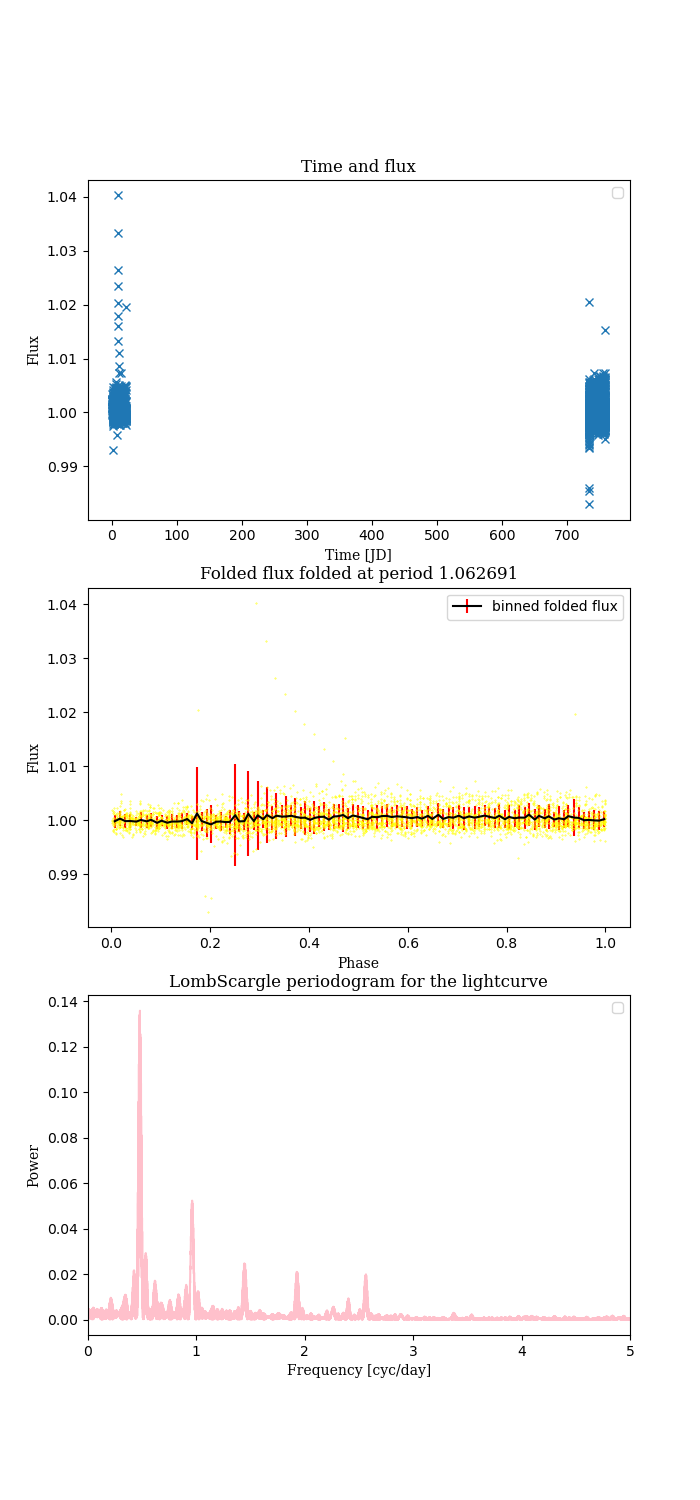 Time and flux
Flux
1.04
1.03
1.02
1.01
1.00
0.99
0 100 200 300 400 500 600 700
Time [JD]
Folded flux folded at period 1.062691
Flux
1.04
1.03
1.02
1.01
1.00
0.99
binned folded flux
0.0 0.2 0.4 0.6 0.8 1.0
Phase
LombScargle periodogram for the lightcurve
Power
0.14
0.12
0.10
0.08
0.06
0.04
0.02
0.00
0 1 2 3 4 5
Frequency [cyc/day]